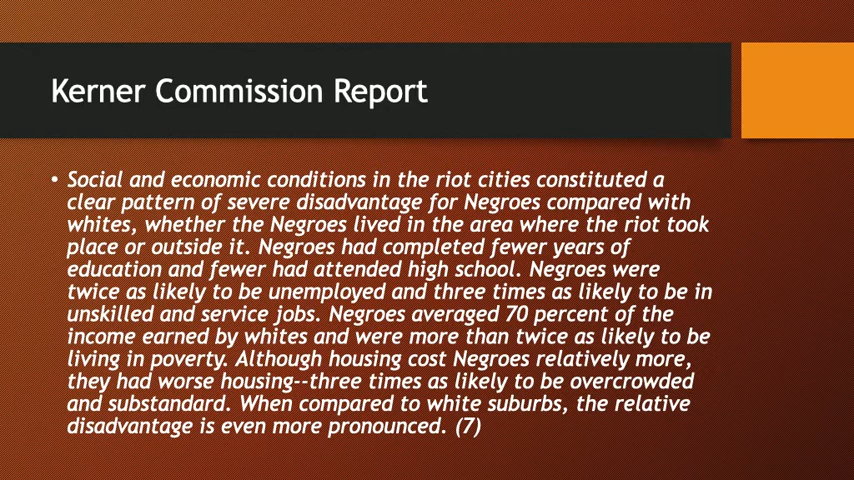 Kerner Commission Report
• Social and economic conditions in the riot cities constituted a
clear pattern of severe disadvantage for Negroes compared with
whites, whether the Negroes lived in the area where the riot took
place or outside it. Negroes had completed fewer years of
education and fewer had attended high school. Negroes were
twice as likely to be unemployed and three times as likely to be in
unskilled and service jobs. Negroes averaged 70 percent of the
income earned by whites and were more than twice as likely to be
living in poverty. Although housing cost Negroes relatively more,
they had worse housing--three times as likely to be overcrowded
and substandard. When compared to white suburbs, the relative
disadvantage is even more pronounced. (7)